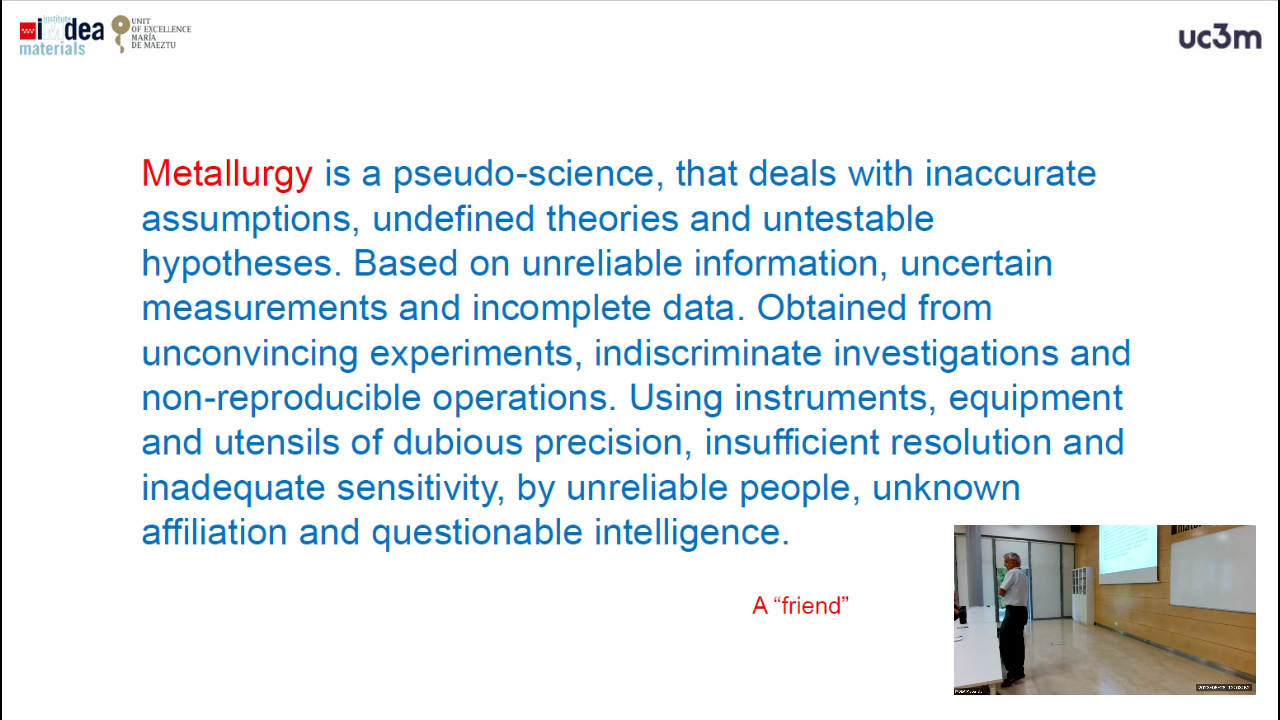 institute
iMdea
materials
UNIT
OF EXCELLENCE
MARÍA
DE MAEZTU
uc3m
Metallurgy is a pseudo-science, that deals with inaccurate
assumptions, undefined theories and untestable
hypotheses. Based on unreliable information, uncertain
measurements and incomplete data. Obtained from
unconvincing experiments, indiscriminate investigations and
non-reproducible operations. Using instruments, equipment
and utensils of dubious precision, insufficient resolution and
inadequate sensitivity, by unreliable people, unknown
affiliation and questionable intelligence.
A “friend”